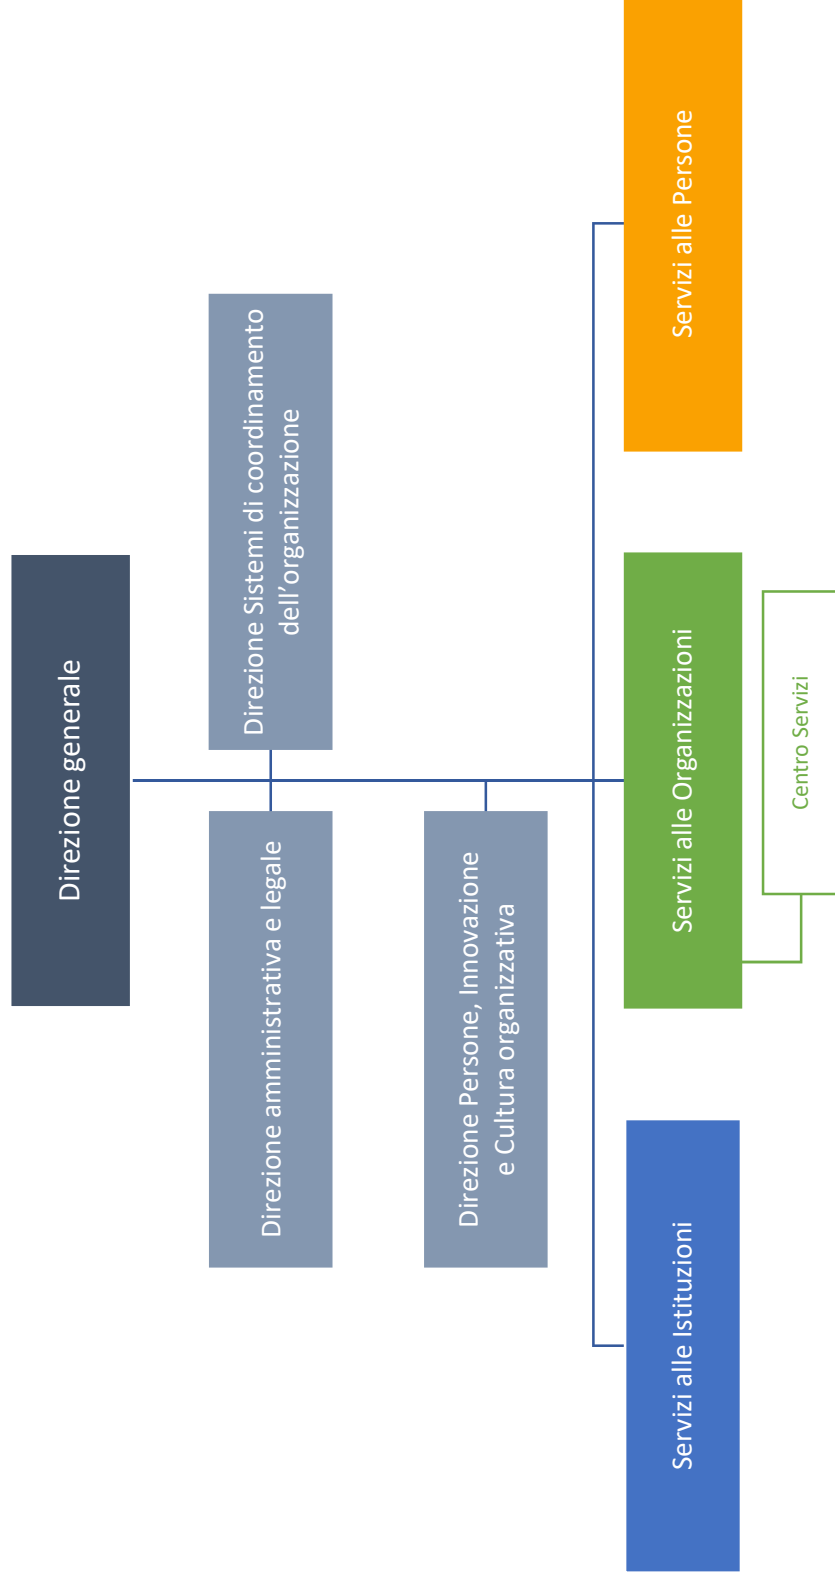 Direzione generale
Direzione amministrativa e legale
Direzione Sistemi di coordinamento
dell’organizzazione
Direzione Persone, Innovazione
e Cultura organizzativa
Servizi alle Istituzioni
Servizi alle Organizzazioni
Servizi alle Persone
Centro Servizi